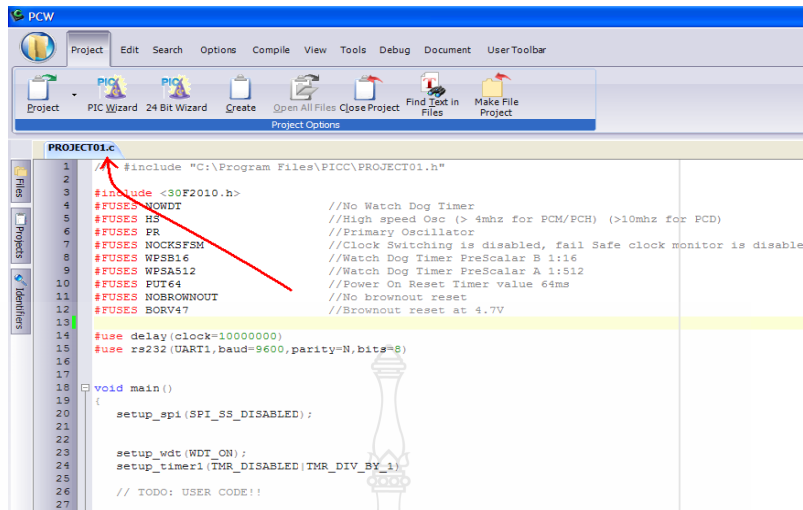 PCW
Project Edit Search Options Compile View Tools Debug Document User Toolbar
Project PIC Wizard 24 Bit Wizard Create Open All Files Close Project Find Text in Files Make File Project
Project Options
PROJECT01.c
Files
Projects
Identifiers
1 // #include "C:\Program Files\PICC\PROJECT01.h"
2
3 #include <30F2010.h>
4 #FUSES NOWDT //No Watch Dog Timer
5 #FUSES HS //High speed Osc (> 4mhz for PCM/PCH) (>10mhz for PCD)
6 #FUSES PR //Primary Oscillator
7 #FUSES NOCKSFSM //Clock Switching is disabled, fail Safe clock monitor is disable
8 #FUSES WPSB16 //Watch Dog Timer PreScalar B 1:16
9 #FUSES WPSA512 //Watch Dog Timer PreScalar A 1:512
10 #FUSES PUT64 //Power On Reset Timer value 64ms
11 #FUSES NOBROWNOUT //No brownout reset
12 #FUSES BORV47 //Brownout reset at 4.7V
13
14 #use delay(clock=10000000)
15 #use rs232(UART1,baud=9600,parity=N,bits=8)
16
17
18 void main()
19 {
20 setup_spi(SPI_SS_DISABLED);
21
22
23 setup_wdt(WDT_ON);
24 setup_timer1(TMR_DISABLED|TMR_DIV_BY_1)
25
26 // TODO: USER CODE!!
27